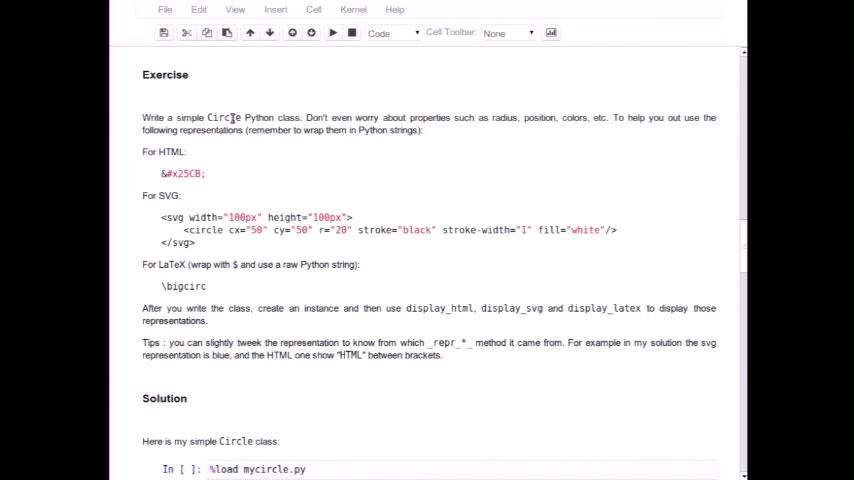 File Edit View Insert Cell Kernel Help
Code Cell Toolbar: None
Exercise
Write a simple Circle Python class. Don't even worry about properties such as radius, position, colors, etc. To help you out use the
following representations (remember to wrap them in Python strings):
For HTML:
&#x25CB;
For SVG:
<svg width="100px" height="100px">
<circle cx="50" cy="50" r="20" stroke="black" stroke-width="1" fill="white"/>
</svg>
For LaTeX (wrap with $ and use a raw Python string):
\bigcirc
After you write the class, create an instance and then use display_html, display_svg and display_latex to display those
representations.
Tips : you can slightly tweek the representation to know from which _repr_*_ method it came from. For example in my solution the svg
representation is blue, and the HTML one show "HTML" between brackets.
Solution
Here is my simple Circle class:
In [ ]: %load mycircle.py